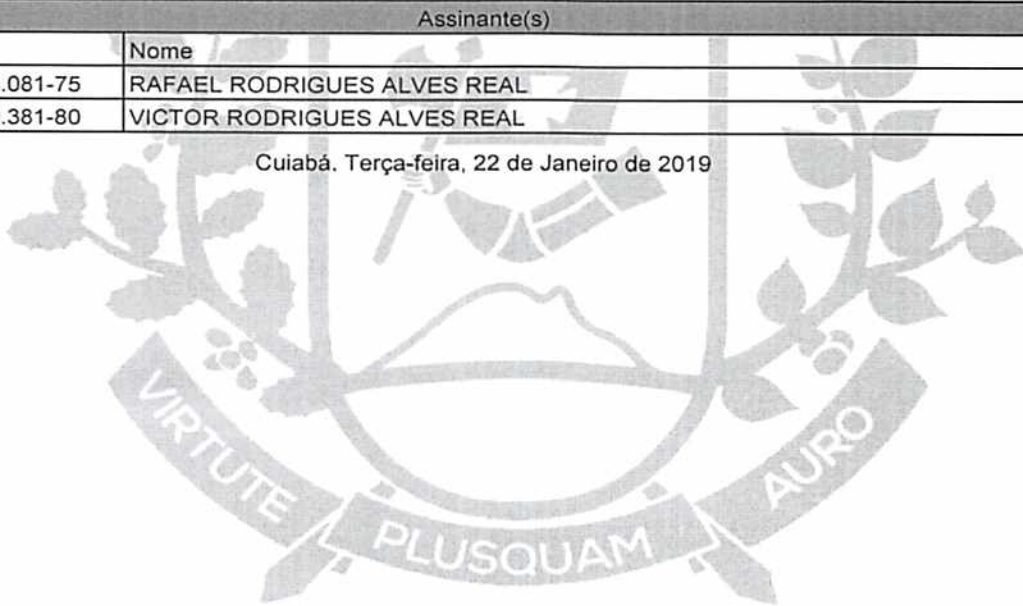 Assinante(s)
Nome
.081-75 RAFAEL RODRIGUES ALVES REAL
.381-80 VICTOR RODRIGUES ALVES REAL
Cuiabá, Terça-feira, 22 de Janeiro de 2019
VIRTUTE PLUSQUAM AURO